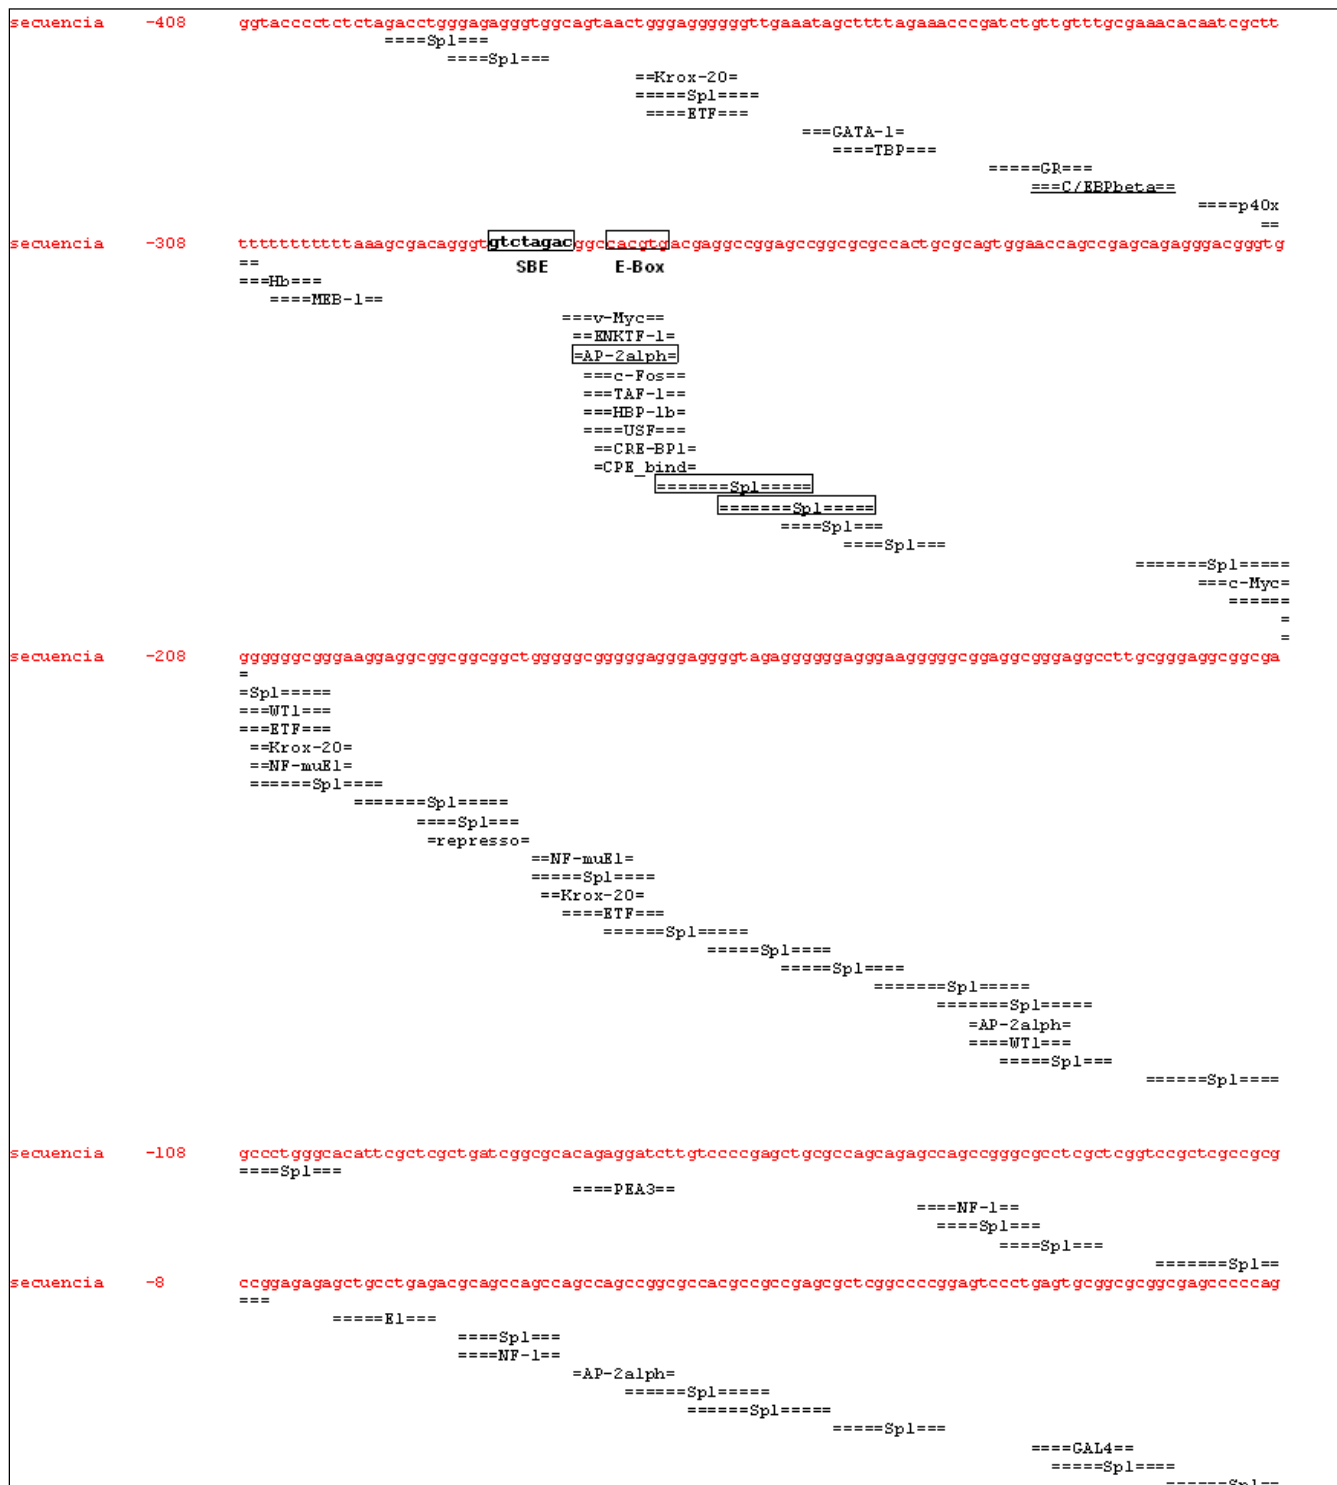 secuencia -408 ggtacccctctctagacctgggagagggtggcagtaactgggaggggggttgaaatagcttttagaaacccgatctgttgtttgcgaaacacaatcgctt
====Sp1===
====Sp1===
==Krox-20=
=====Sp1====
====ETF===
===GATA-1=
====TBP===
=====GR===
===C/EBPbeta==
====p40x
==
secuencia -308 ttttttttttttaaagcgacagggtgtctagacggccacgtgacgaggccggagccggcgcgccactgcgcagtggaaccagccgagcagagggacgggtg
== SBE E-Box
===Hb===
====MEB-1==
===v-Myc==
==ENKTF-1=
=AP-2alph=
===c-Fos==
===TAF-1==
===HBP-1b=
====USF===
==CRE-BP1=
=CPE_bind=
=======Sp1=====
=======Sp1=====
====Sp1===
====Sp1===
=======Sp1=====
===c-Myc=
======
=
=
secuencia -208 ggggggcgggaaggaggcggcggcggctgggggcgggggagggaggggtagaggggggagggaagggggcggaggcgggaggccttgcgggaggcggcga
=
=Sp1=====
===WT1===
===ETF===
==Krox-20=
==NF-muE1=
======Sp1====
=======Sp1=====
====Sp1===
=represso=
==NF-muE1=
=====Sp1====
==Krox-20=
====ETF===
======Sp1=====
=====Sp1====
=====Sp1====
=======Sp1=====
=======Sp1=====
=AP-2alph=
====WT1===
=====Sp1===
======Sp1====
secuencia -108 gccctgggcacattcgctcgctgatcggcgcacagaggatcttgtccccgagctgcgccagcagagccagccgggcgcctcgctcggtccgctcgccgcg
====Sp1===
====PEA3==
====NF-1==
====Sp1===
====Sp1===
=======Sp1==
secuencia -8 ccggagagagctgcctgagacgcagccagccagccagccggcgccacgccgccgagcgctcggccccggagtccctgagtgcggcgcggcgagcccccag
===
=====E1===
====Sp1===
====NF-1==
=AP-2alph=
======Sp1=====
======Sp1=====
=====Sp1===
====GAL4==
=====Sp1====
======Sp1==